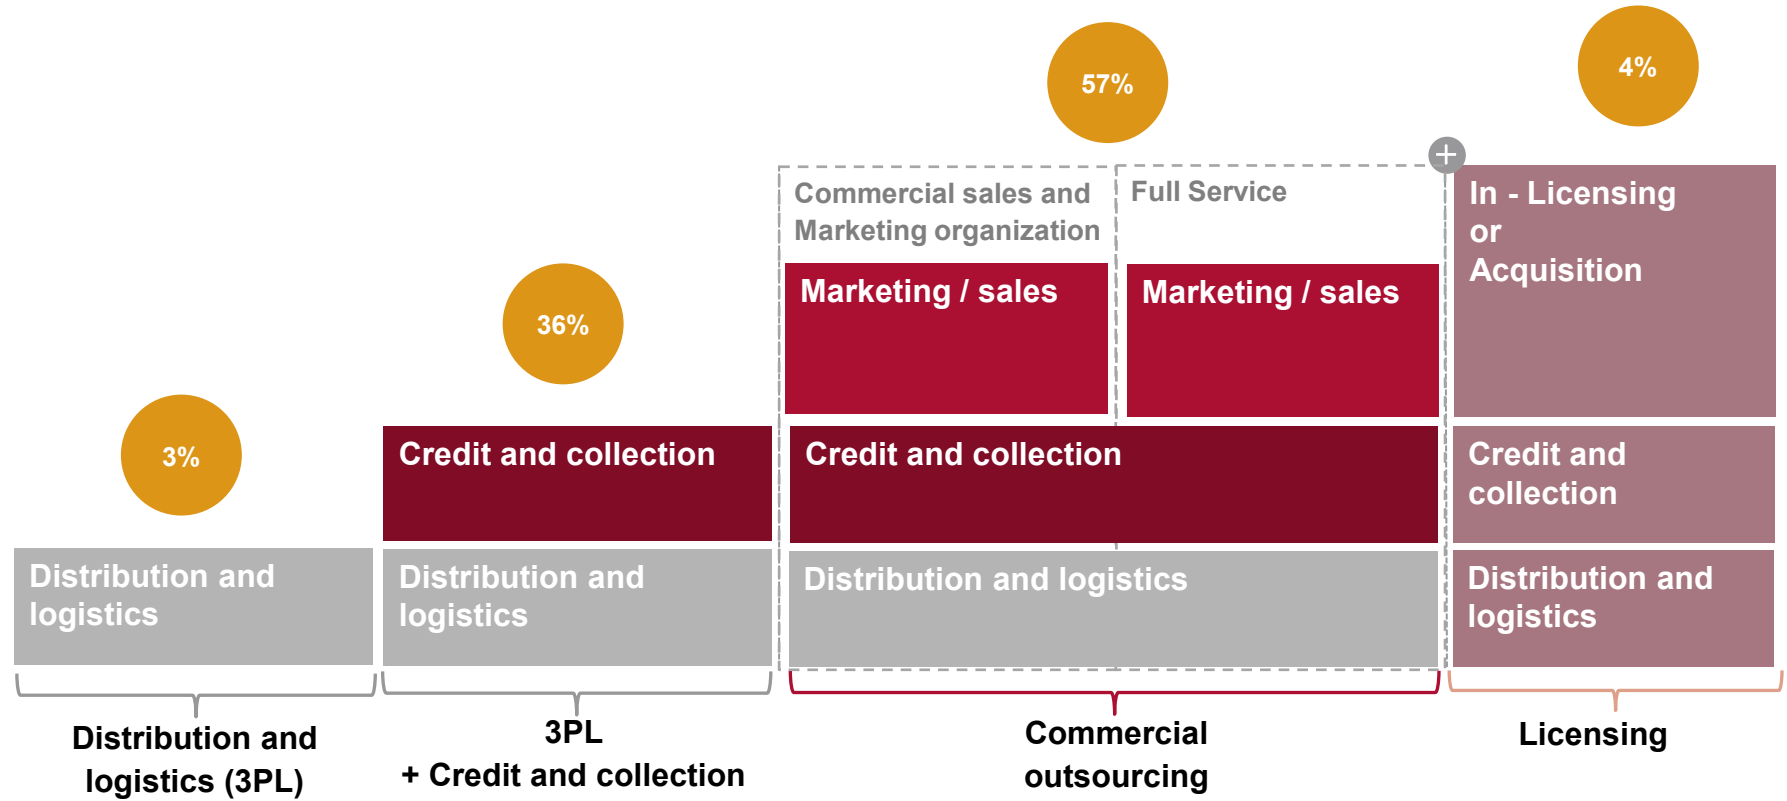 57%
4%
Commercial sales and
Marketing organization
Full Service
+
In - Licensing
or
Acquisition
Marketing / sales
Marketing / sales
36%
3%
Credit and collection
Credit and collection
Credit and
collection
Distribution and
logistics
Distribution and
logistics
Distribution and logistics
Distribution and
logistics
Distribution and
logistics (3PL)
3PL
+ Credit and collection
Commercial
outsourcing
Licensing